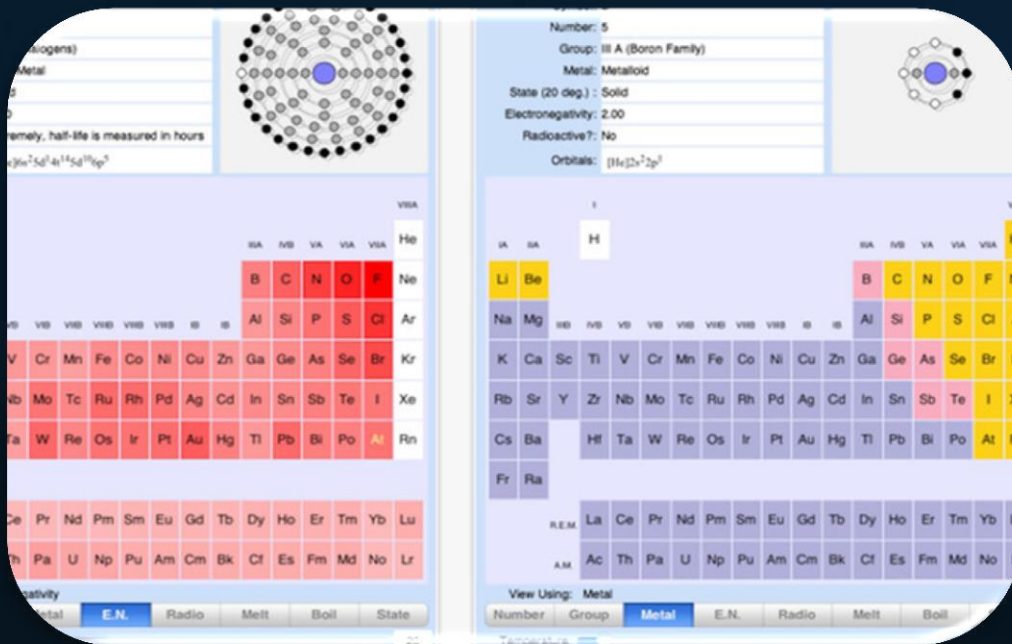 Metal
extremely, half-life is measured in hours
VIIIA
He
IIIA IVB VA VIA VIIA
B C N O F Ne
VIB VIIB VIIIB VIIIB VIIIB IB IB Al Si P S Cl Ar
V Cr Mn Fe Co Ni Cu Zn Ga Ge As Se Br Kr
Nb Mo Tc Ru Rh Pd Ag Cd In Sn Sb Te I Xe
Ta W Re Os Ir Pt Au Hg Tl Pb Bi Po At Rn
Ce Pr Nd Pm Sm Eu Gd Tb Dy Ho Er Tm Yb Lu
Th Pa U Np Pu Am Cm Bk Cf Es Fm Md No Lr
E.N. Radio Melt Boil State
Number: 5
Group: III A (Boron Family)
Metal: Metalloid
State (20 deg.) : Solid
Electronegativity: 2.00
Radioactive?: No
Orbitals: [He]2s²2p¹
I
IA IIA H IIIA IVB VA VIA VIIA
Li Be B C N O F
Na Mg IIIB IVB VB VIB VIIB VIIIB VIIIB VIIIB IB IB Al Si P S Cl
K Ca Sc Ti V Cr Mn Fe Co Ni Cu Zn Ga Ge As Se Br
Rb Sr Y Zr Nb Mo Tc Ru Rh Pd Ag Cd In Sn Sb Te I
Cs Ba Hf Ta W Re Os Ir Pt Au Hg Tl Pb Bi Po At
Fr Ra
R.E.M. La Ce Pr Nd Pm Sm Eu Gd Tb Dy Ho Er Tm Yb
A.M. Ac Th Pa U Np Pu Am Cm Bk Cf Es Fm Md No
View Using: Metal
Number Group Metal E.N. Radio Melt Boil
Temperature